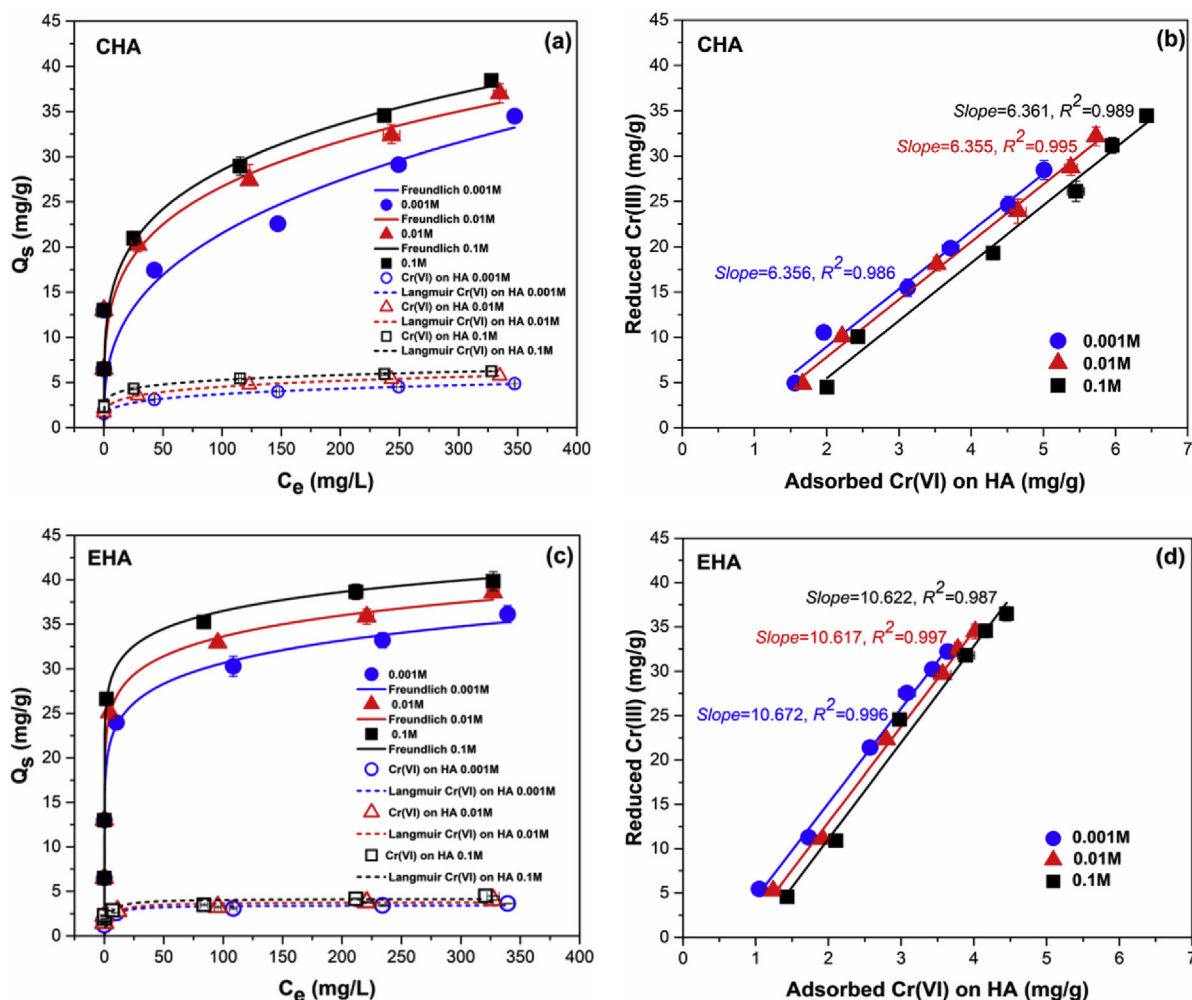 CHA
(a)
45
40
35
30
25
20
15
10
5
0
Qs (mg/g)
Freundlich 0.001M
0.001M
Freundlich 0.01M
0.01M
Freundlich 0.1M
0.1M
Cr(VI) on HA 0.001M
Langmuir Cr(VI) on HA 0.001M
Cr(VI) on HA 0.01M
Langmuir Cr(VI) on HA 0.01M
Cr(VI) on HA 0.1M
Langmuir Cr(VI) on HA 0.1M
0 50 100 150 200 250 300 350 400
Ce (mg/L)
CHA
(b)
45
40
35
30
25
20
15
10
5
0
Reduced Cr(III) (mg/g)
Slope=6.361, R²=0.989
Slope=6.355, R²=0.995
Slope=6.356, R²=0.986
0.001M
0.01M
0.1M
0 1 2 3 4 5 6 7
Adsorbed Cr(VI) on HA (mg/g)
EHA
(c)
45
40
35
30
25
20
15
10
5
0
Qs (mg/g)
0.001M
Freundlich 0.001M
0.01M
Freundlich 0.01M
0.1M
Freundlich 0.1M
Cr(VI) on HA 0.001M
Langmuir Cr(VI) on HA 0.001M
Cr(VI) on HA 0.01M
Langmuir Cr(VI) on HA 0.01M
Cr(VI) on HA 0.1M
Langmuir Cr(VI) on HA 0.1M
0 50 100 150 200 250 300 350 400
Ce (mg/L)
EHA
(d)
45
40
35
30
25
20
15
10
5
0
Reduced Cr(III) (mg/g)
Slope=10.622, R²=0.987
Slope=10.617, R²=0.997
Slope=10.672, R²=0.996
0.001M
0.01M
0.1M
0 1 2 3 4 5 6 7
Adsorbed Cr(VI) on HA (mg/g)